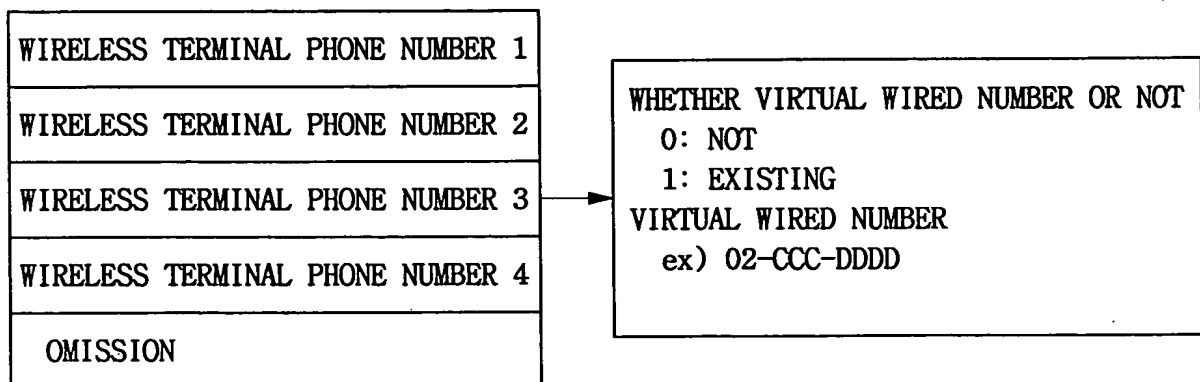 WIRELESS TERMINAL PHONE NUMBER 1
WIRELESS TERMINAL PHONE NUMBER 2
WIRELESS TERMINAL PHONE NUMBER 3
WIRELESS TERMINAL PHONE NUMBER 4
OMISSION
WHETHER VIRTUAL WIRED NUMBER OR NOT
0: NOT
1: EXISTING
VIRTUAL WIRED NUMBER
ex) 02-CCC-DDDD